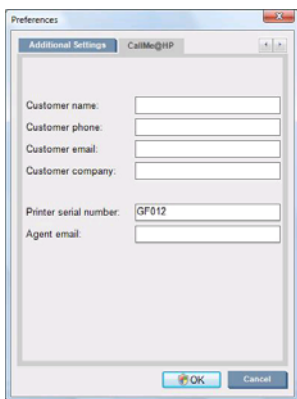 Preferences
Additional Settings CallMe@HP
Customer name:
Customer phone:
Customer email:
Customer company:
Printer serial number: GF012
Agent email:
OK Cancel